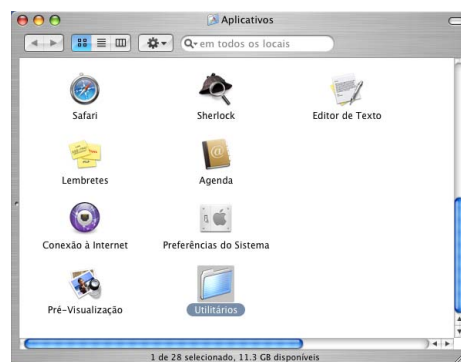 Aplicativos
em todos os locais
Safari
Sherlock
Editor de Texto
Lembretes
Agenda
Conexão à Internet
Preferências do Sistema
Pré-Visualização
Utilitários
1 de 28 selecionado, 11.3 GB disponíveis